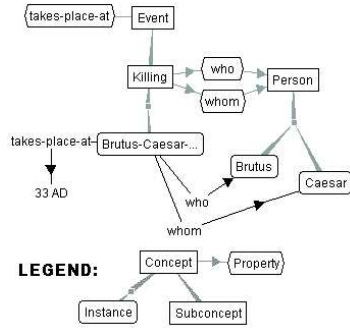 takes-place-at Event
Killing who Person
whom
takes-place-at Brutus-Caesar-...
Brutus
Caesar
33 AD
who
whom
LEGEND:
Concept Property
Instance Subconcept